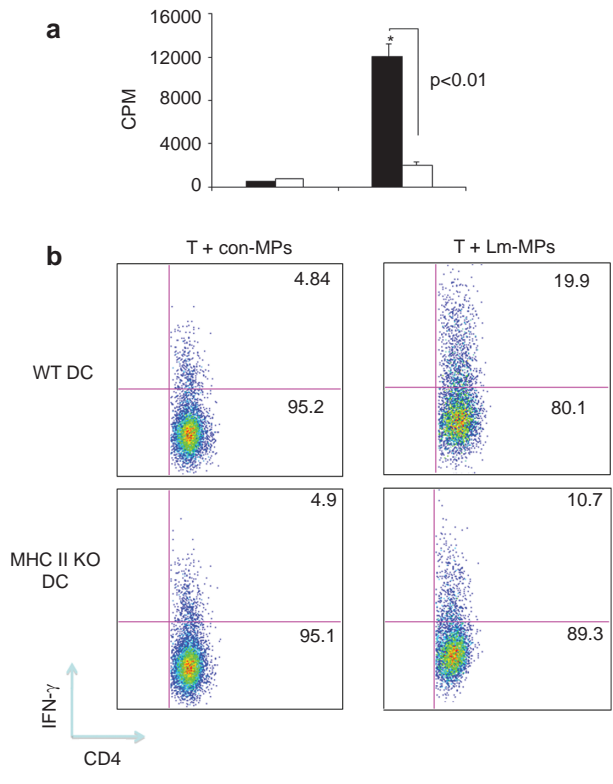 a
16000
12000
8000
4000
0
CPM
*
p<0.01
b
T + con-MPs
T + Lm-MPs
WT DC
4.84
95.2
19.9
80.1
MHC II KO
DC
4.9
95.1
10.7
89.3
IFN-γ
CD4